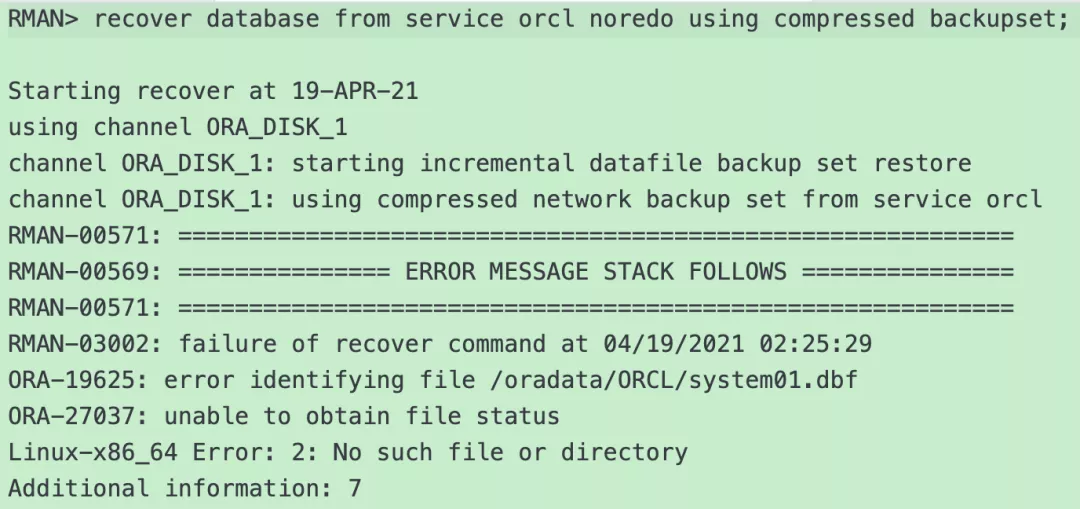 RMAN> recover database from service orcl noredo using compressed backupset;
Starting recover at 19-APR-21
using channel ORA_DISK_1
channel ORA_DISK_1: starting incremental datafile backup set restore
channel ORA_DISK_1: using compressed network backup set from service orcl
RMAN-00571: ===========================================================
RMAN-00569: =============== ERROR MESSAGE STACK FOLLOWS ===============
RMAN-00571: ===========================================================
RMAN-03002: failure of recover command at 04/19/2021 02:25:29
ORA-19625: error identifying file /oradata/ORCL/system01.dbf
ORA-27037: unable to obtain file status
Linux-x86_64 Error: 2: No such file or directory
Additional information: 7